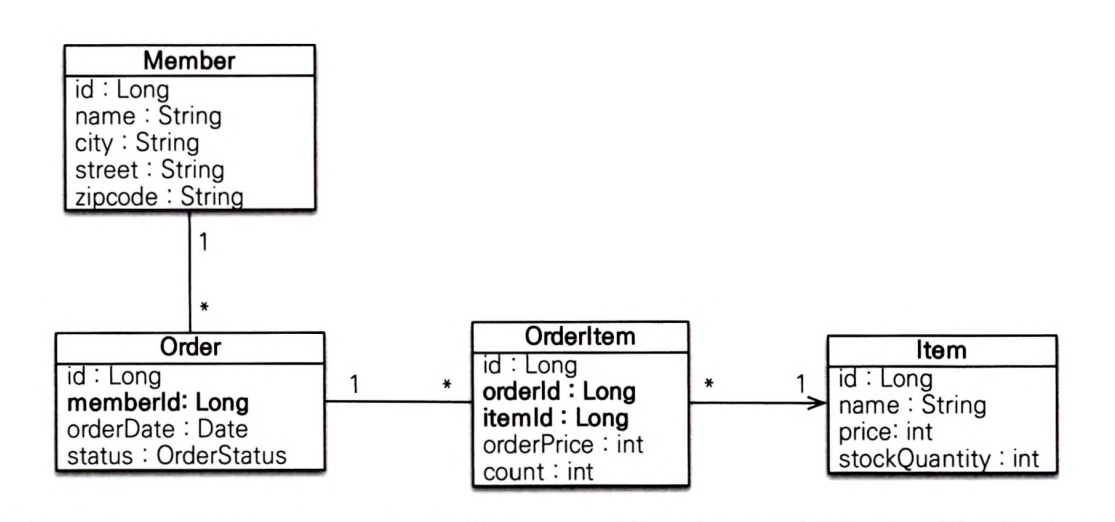 Member
id : Long
name : String
city : String
street : String
zipcode : String
1
*
Order
id : Long
memberId: Long
orderDate : Date
status : OrderStatus
1
*
OrderItem
id : Long
orderId : Long
itemId : Long
orderPrice : int
count : int
*
1
Item
id : Long
name : String
price: int
stockQuantity : int